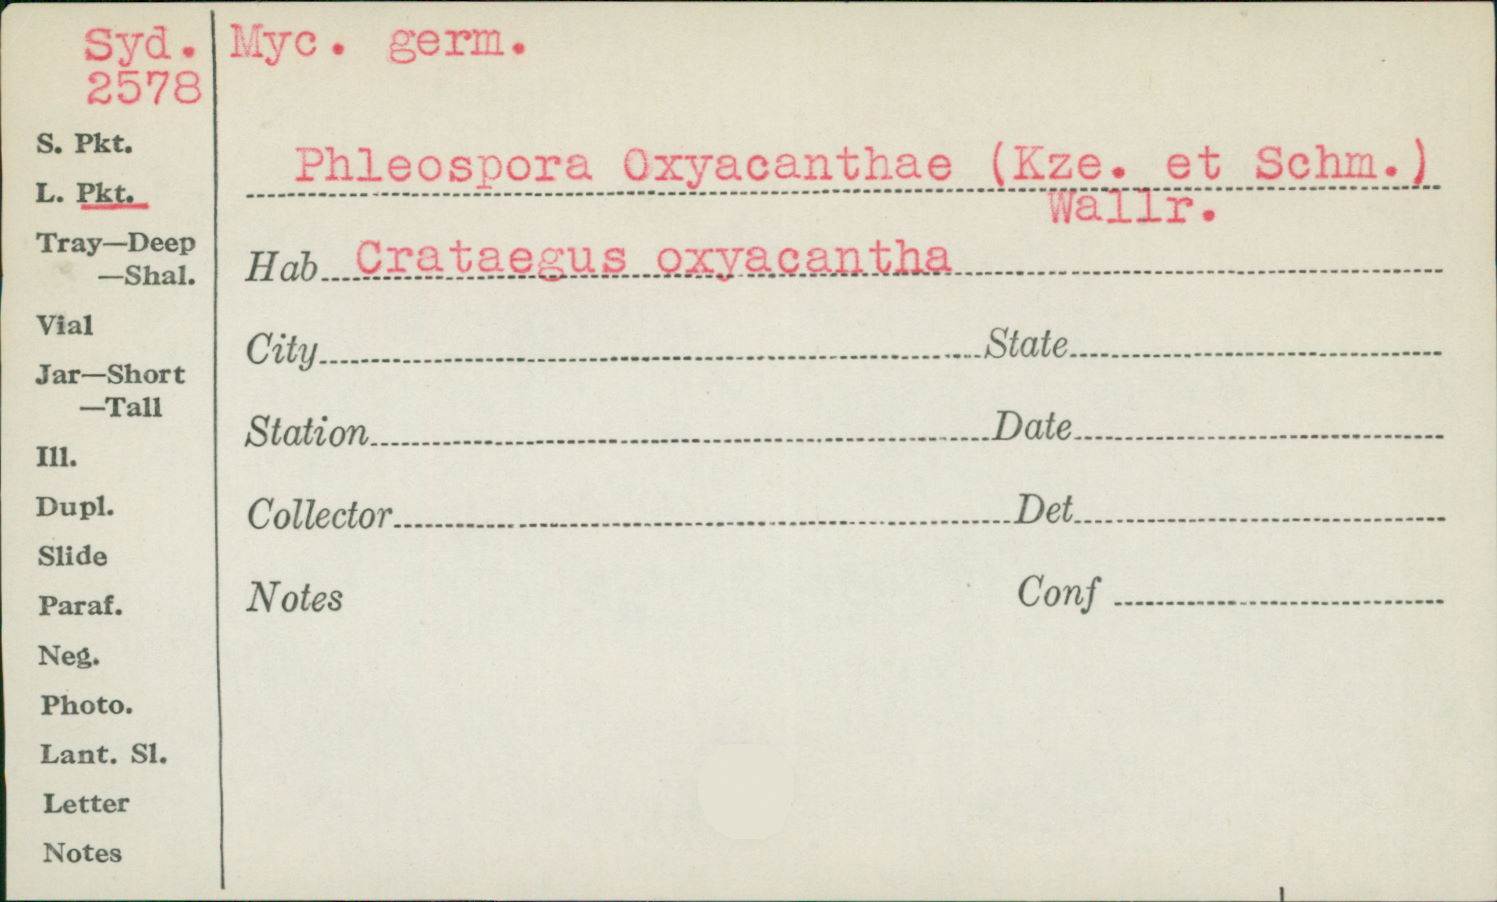 Syd. Myc. germ.
2578
S. Pkt.
L. Pkt.
Tray—Deep
—Shal.
Vial
Jar—Short
—Tall
Ill.
Dupl.
Slide
Paraf.
Neg.
Photo.
Lant. Sl.
Letter
Notes
Phleospora Oxyacanthae (Kze. et Schm.)
Wallr.
Hab Crataegus oxyacantha
City State
Station Date
Collector Det
Notes Conf